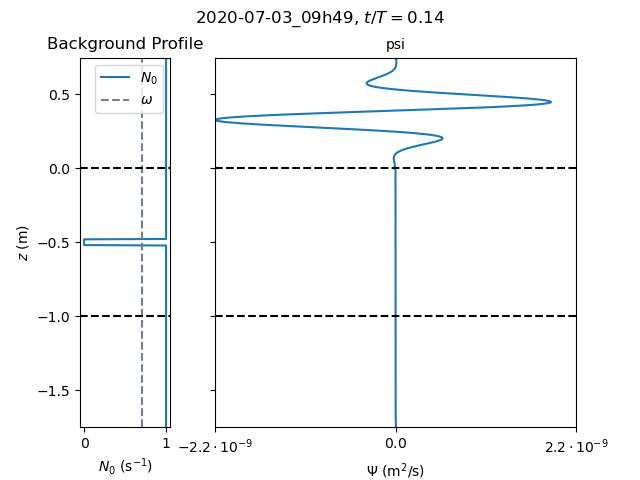 2020-07-03_09h49, t/T = 0.14
Background Profile
psi
N₀
ω
0.5
0.0
−0.5
−1.0
−1.5
z (m)
0
1
−2.2 · 10⁻⁹
0.0
2.2 · 10⁻⁹
N₀ (s⁻¹)
Ψ (m²/s)